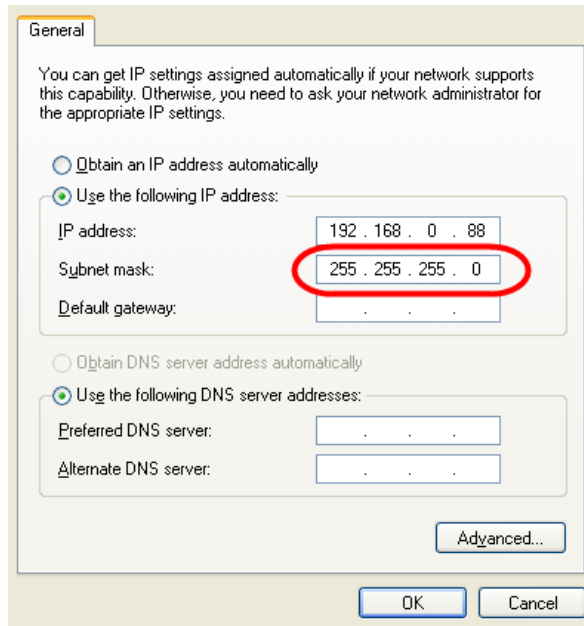 General
You can get IP settings assigned automatically if your network supports
this capability. Otherwise, you need to ask your network administrator for
the appropriate IP settings.
Obtain an IP address automatically
Use the following IP address:
IP address: 192 . 168 . 0 . 88
Subnet mask: 255 . 255 . 255 . 0
Default gateway: . . .
Obtain DNS server address automatically
Use the following DNS server addresses:
Preferred DNS server: . . .
Alternate DNS server: . . .
Advanced...
OK Cancel